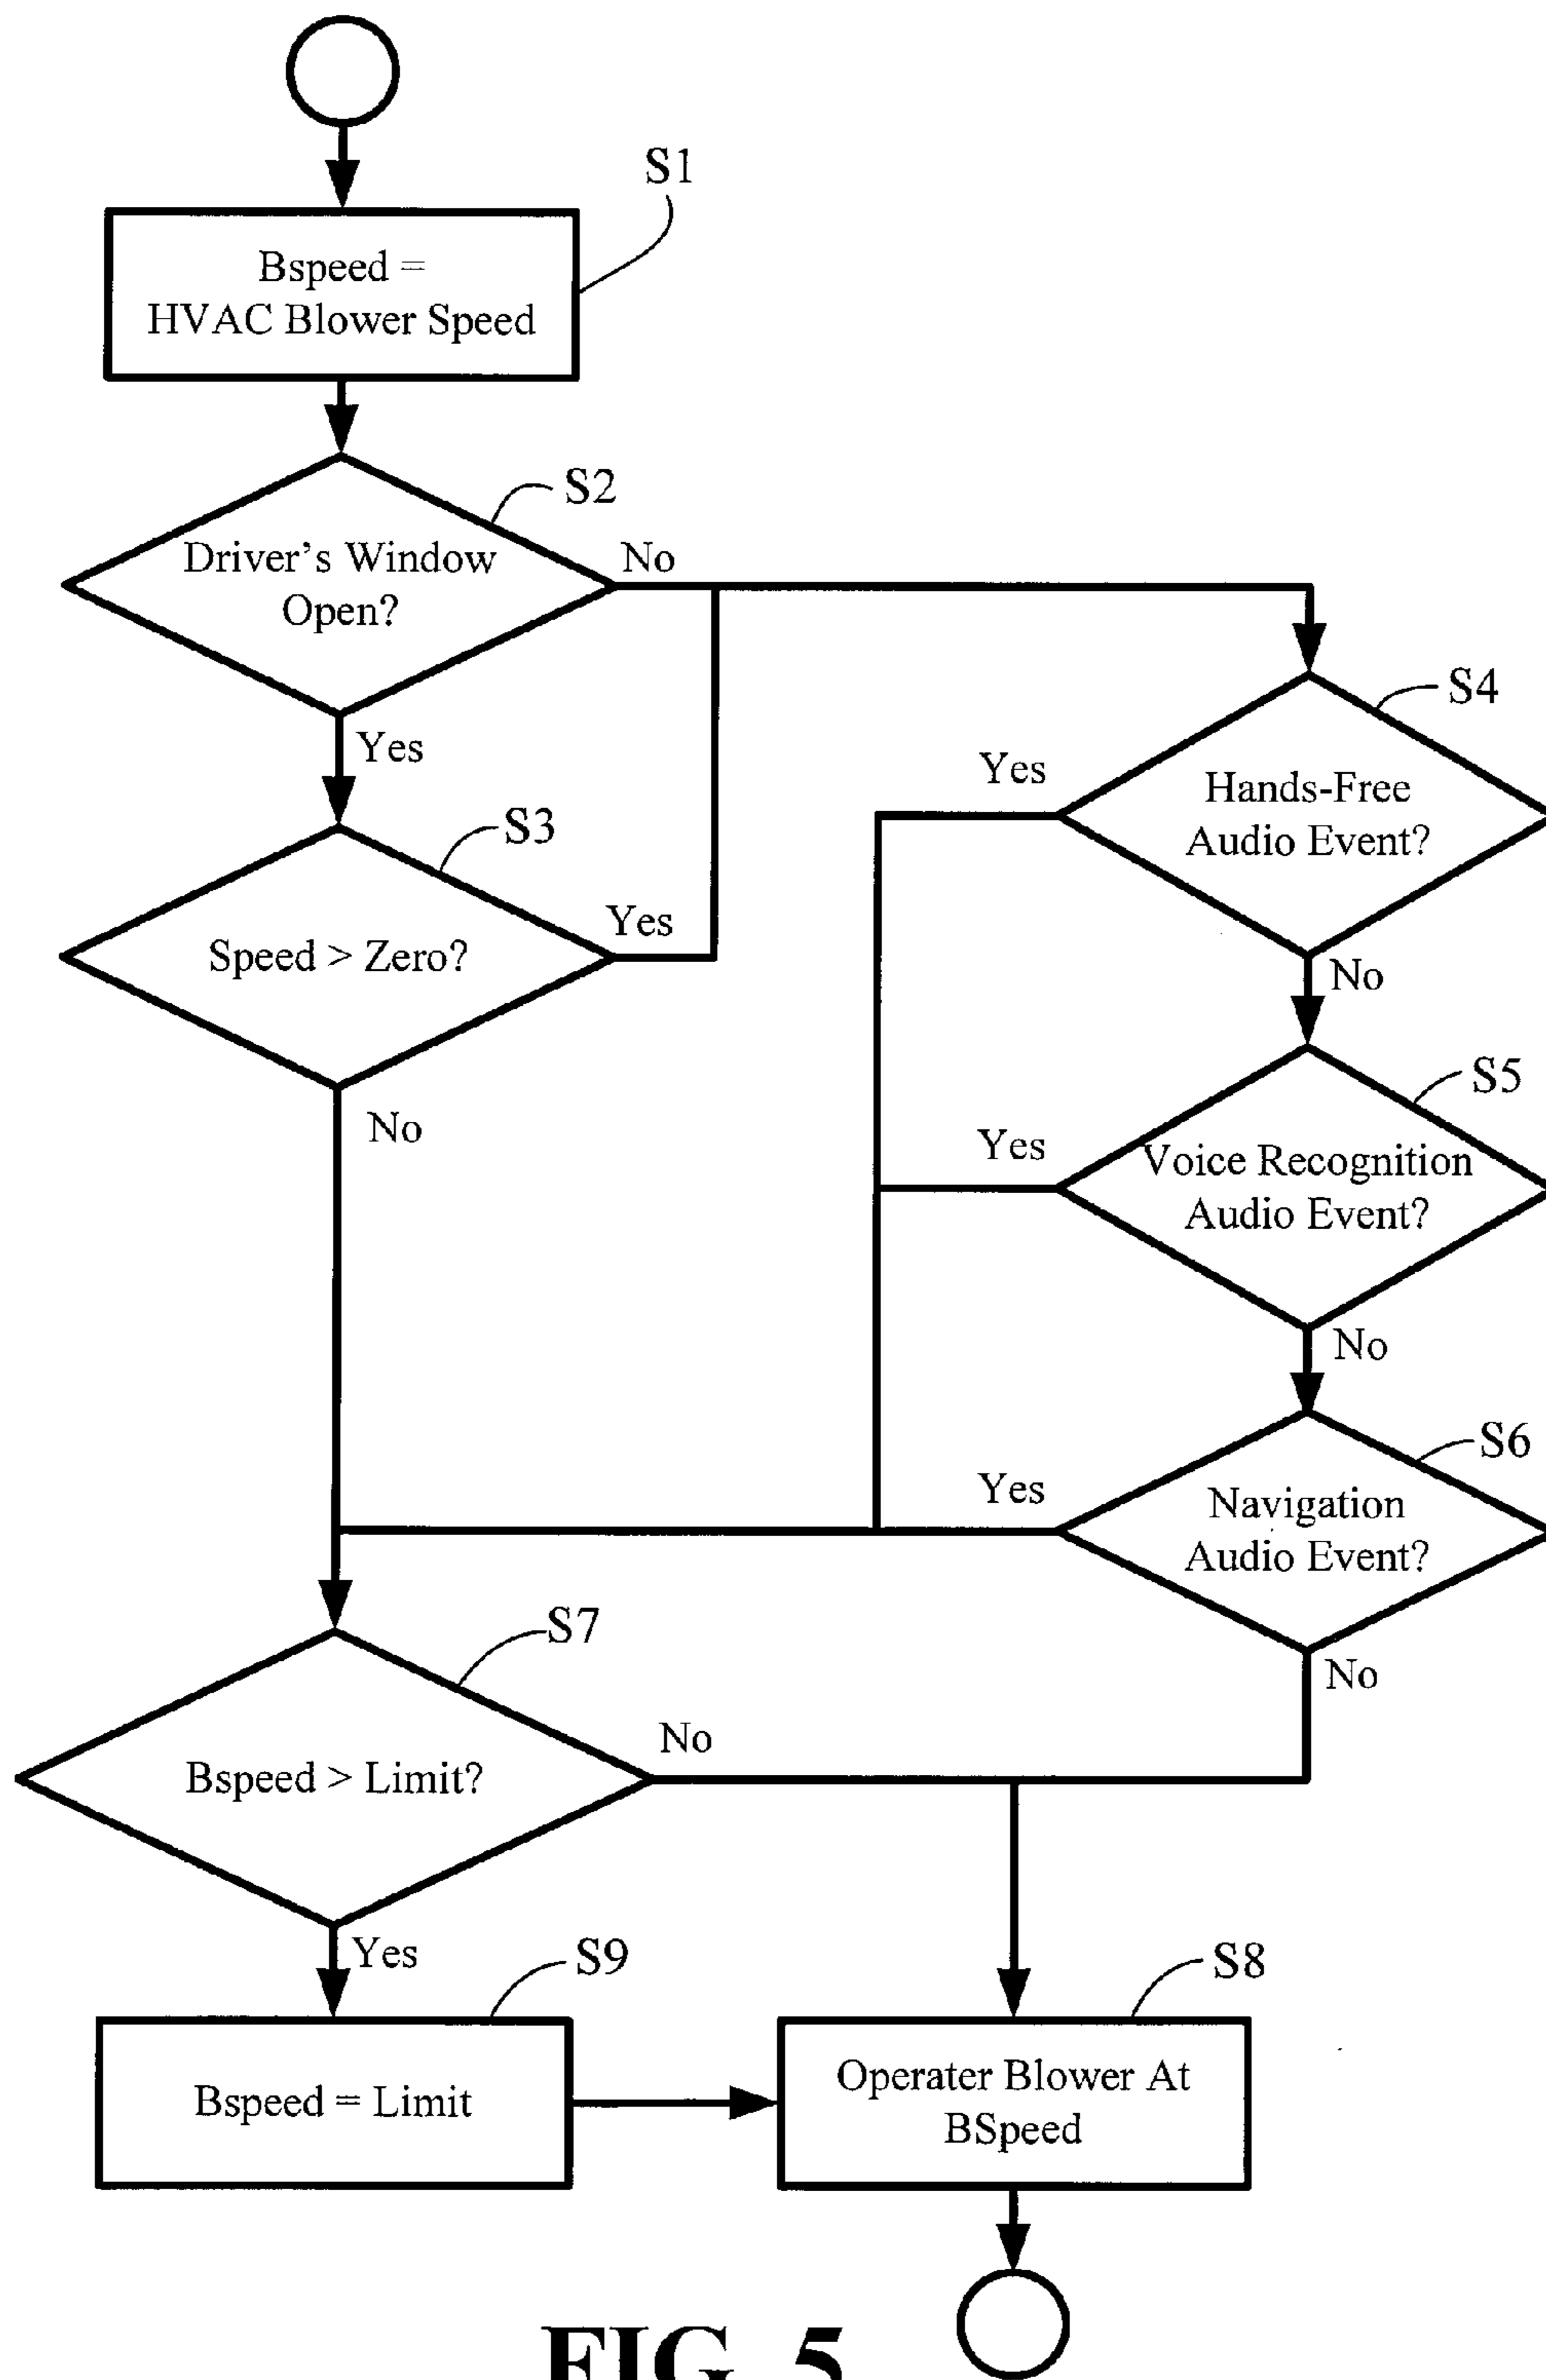 S1
Bspeed =
HVAC Blower Speed
S2
Driver's Window
Open?
No
Yes
S3
Speed > Zero?
Yes
No
S4
Hands-Free
Audio Event?
Yes
No
S5
Voice Recognition
Audio Event?
Yes
No
S6
Navigation
Audio Event?
Yes
No
S7
Bspeed > Limit?
No
Yes
S9
Bspeed = Limit
S8
Operater Blower At
BSpeed
FIG. 5